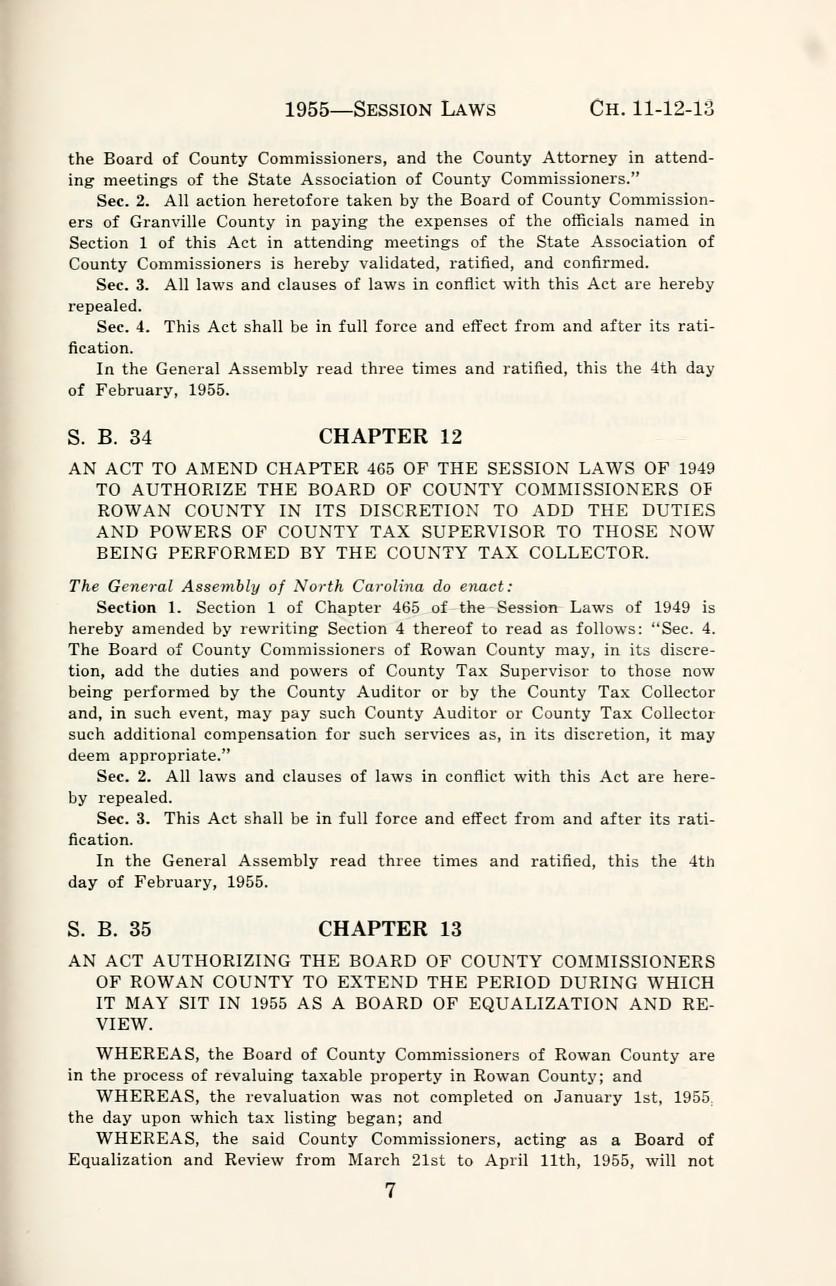 1955—Session Laws Ch. 11-12-13
the Board of County Commissioners, and the County Attorney in attend-
ing meetings of the State Association of County Commissioners.”
Sec. 2. All action heretofore taken by the Board of County Commission-
ers of Granville County in paying the expenses of the officials named in
Section 1 of this Act in attending meetings of the State Association of
County Commissioners is hereby validated, ratified, and confirmed.
Sec. 3. All laws and clauses of laws in conflict with this Act are hereby
repealed.
Sec. 4. This Act shall be in full force and effect from and after its rati-
fication.
In the General Assembly read three times and ratified, this the 4th day
of February, 1955.
S. B. 34 CHAPTER 12
AN ACT TO AMEND CHAPTER 465 OF THE SESSION LAWS OF 1949
TO AUTHORIZE THE BOARD OF COUNTY COMMISSIONERS OF
ROWAN COUNTY IN ITS DISCRETION TO ADD THE DUTIES
AND POWERS OF COUNTY TAX SUPERVISOR TO THOSE NOW
BEING PERFORMED BY THE COUNTY TAX COLLECTOR.
The General Assembly of North Carolina do enact:
Section 1. Section 1 of Chapter 465 of the Session Laws of 1949 is
hereby amended by rewriting Section 4 thereof to read as follows: “Sec. 4.
The Board of County Commissioners of Rowan County may, in its discre-
tion, add the duties and powers of County Tax Supervisor to those now
being performed by the County Auditor or by the County Tax Collector
and, in such event, may pay such County Auditor or County Tax Collector
such additional compensation for such services as, in its discretion, it may
deem appropriate.”
Sec. 2. All laws and clauses of laws in conflict with this Act are here-
by repealed.
Sec. 3. This Act shall be in full force and effect from and after its rati-
fication.
In the General Assembly read three times and ratified, this the 4th
day of February, 1955.
S. B. 35 CHAPTER 13
AN ACT AUTHORIZING THE BOARD OF COUNTY COMMISSIONERS
OF ROWAN COUNTY TO EXTEND THE PERIOD DURING WHICH
IT MAY SIT IN 1955 AS A BOARD OF EQUALIZATION AND RE-
VIEW.
WHEREAS, the Board of County Commissioners of Rowan County are
in the process of revaluing taxable property in Rowan County; and
WHEREAS, the revaluation was not completed on January 1st, 1955,
the day upon which tax listing began; and
WHEREAS, the said County Commissioners, acting as a Board of
Equalization and Review from March 21st to April 11th, 1955, will not
7